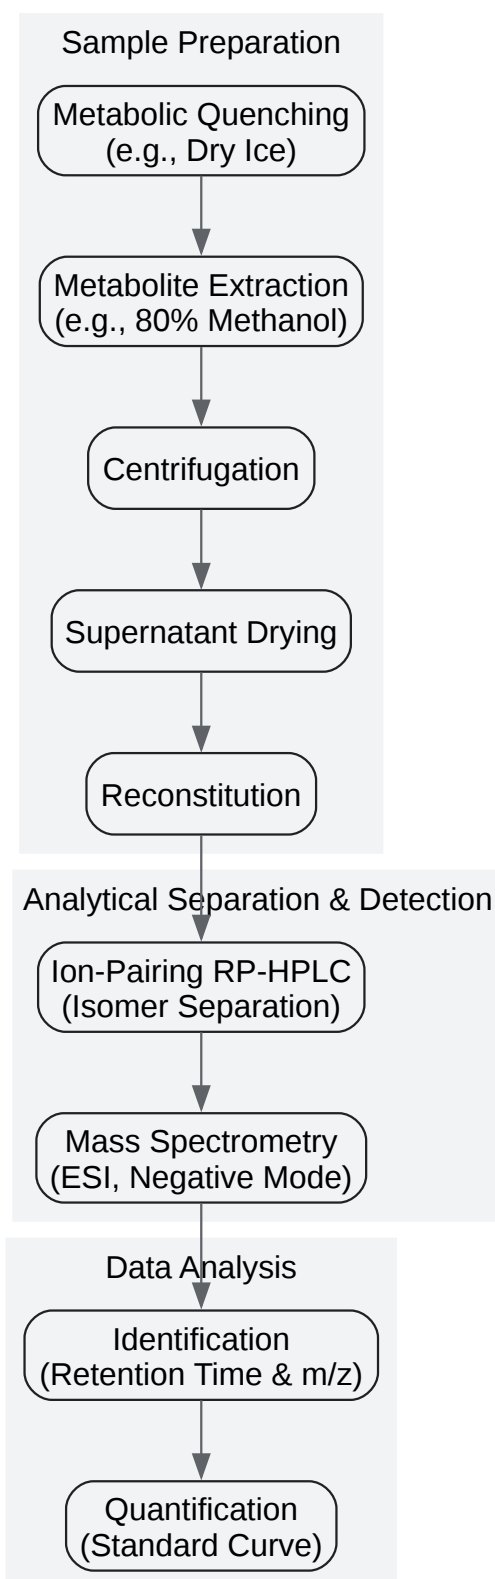 Sample Preparation
Metabolic Quenching
(e.g., Dry Ice)
Metabolite Extraction
(e.g., 80% Methanol)
Centrifugation
Supernatant Drying
Reconstitution
Analytical Separation & Detection
Ion-Pairing RP-HPLC
(Isomer Separation)
Mass Spectrometry
(ESI, Negative Mode)
Data Analysis
Identification
(Retention Time & m/z)
Quantification
(Standard Curve)